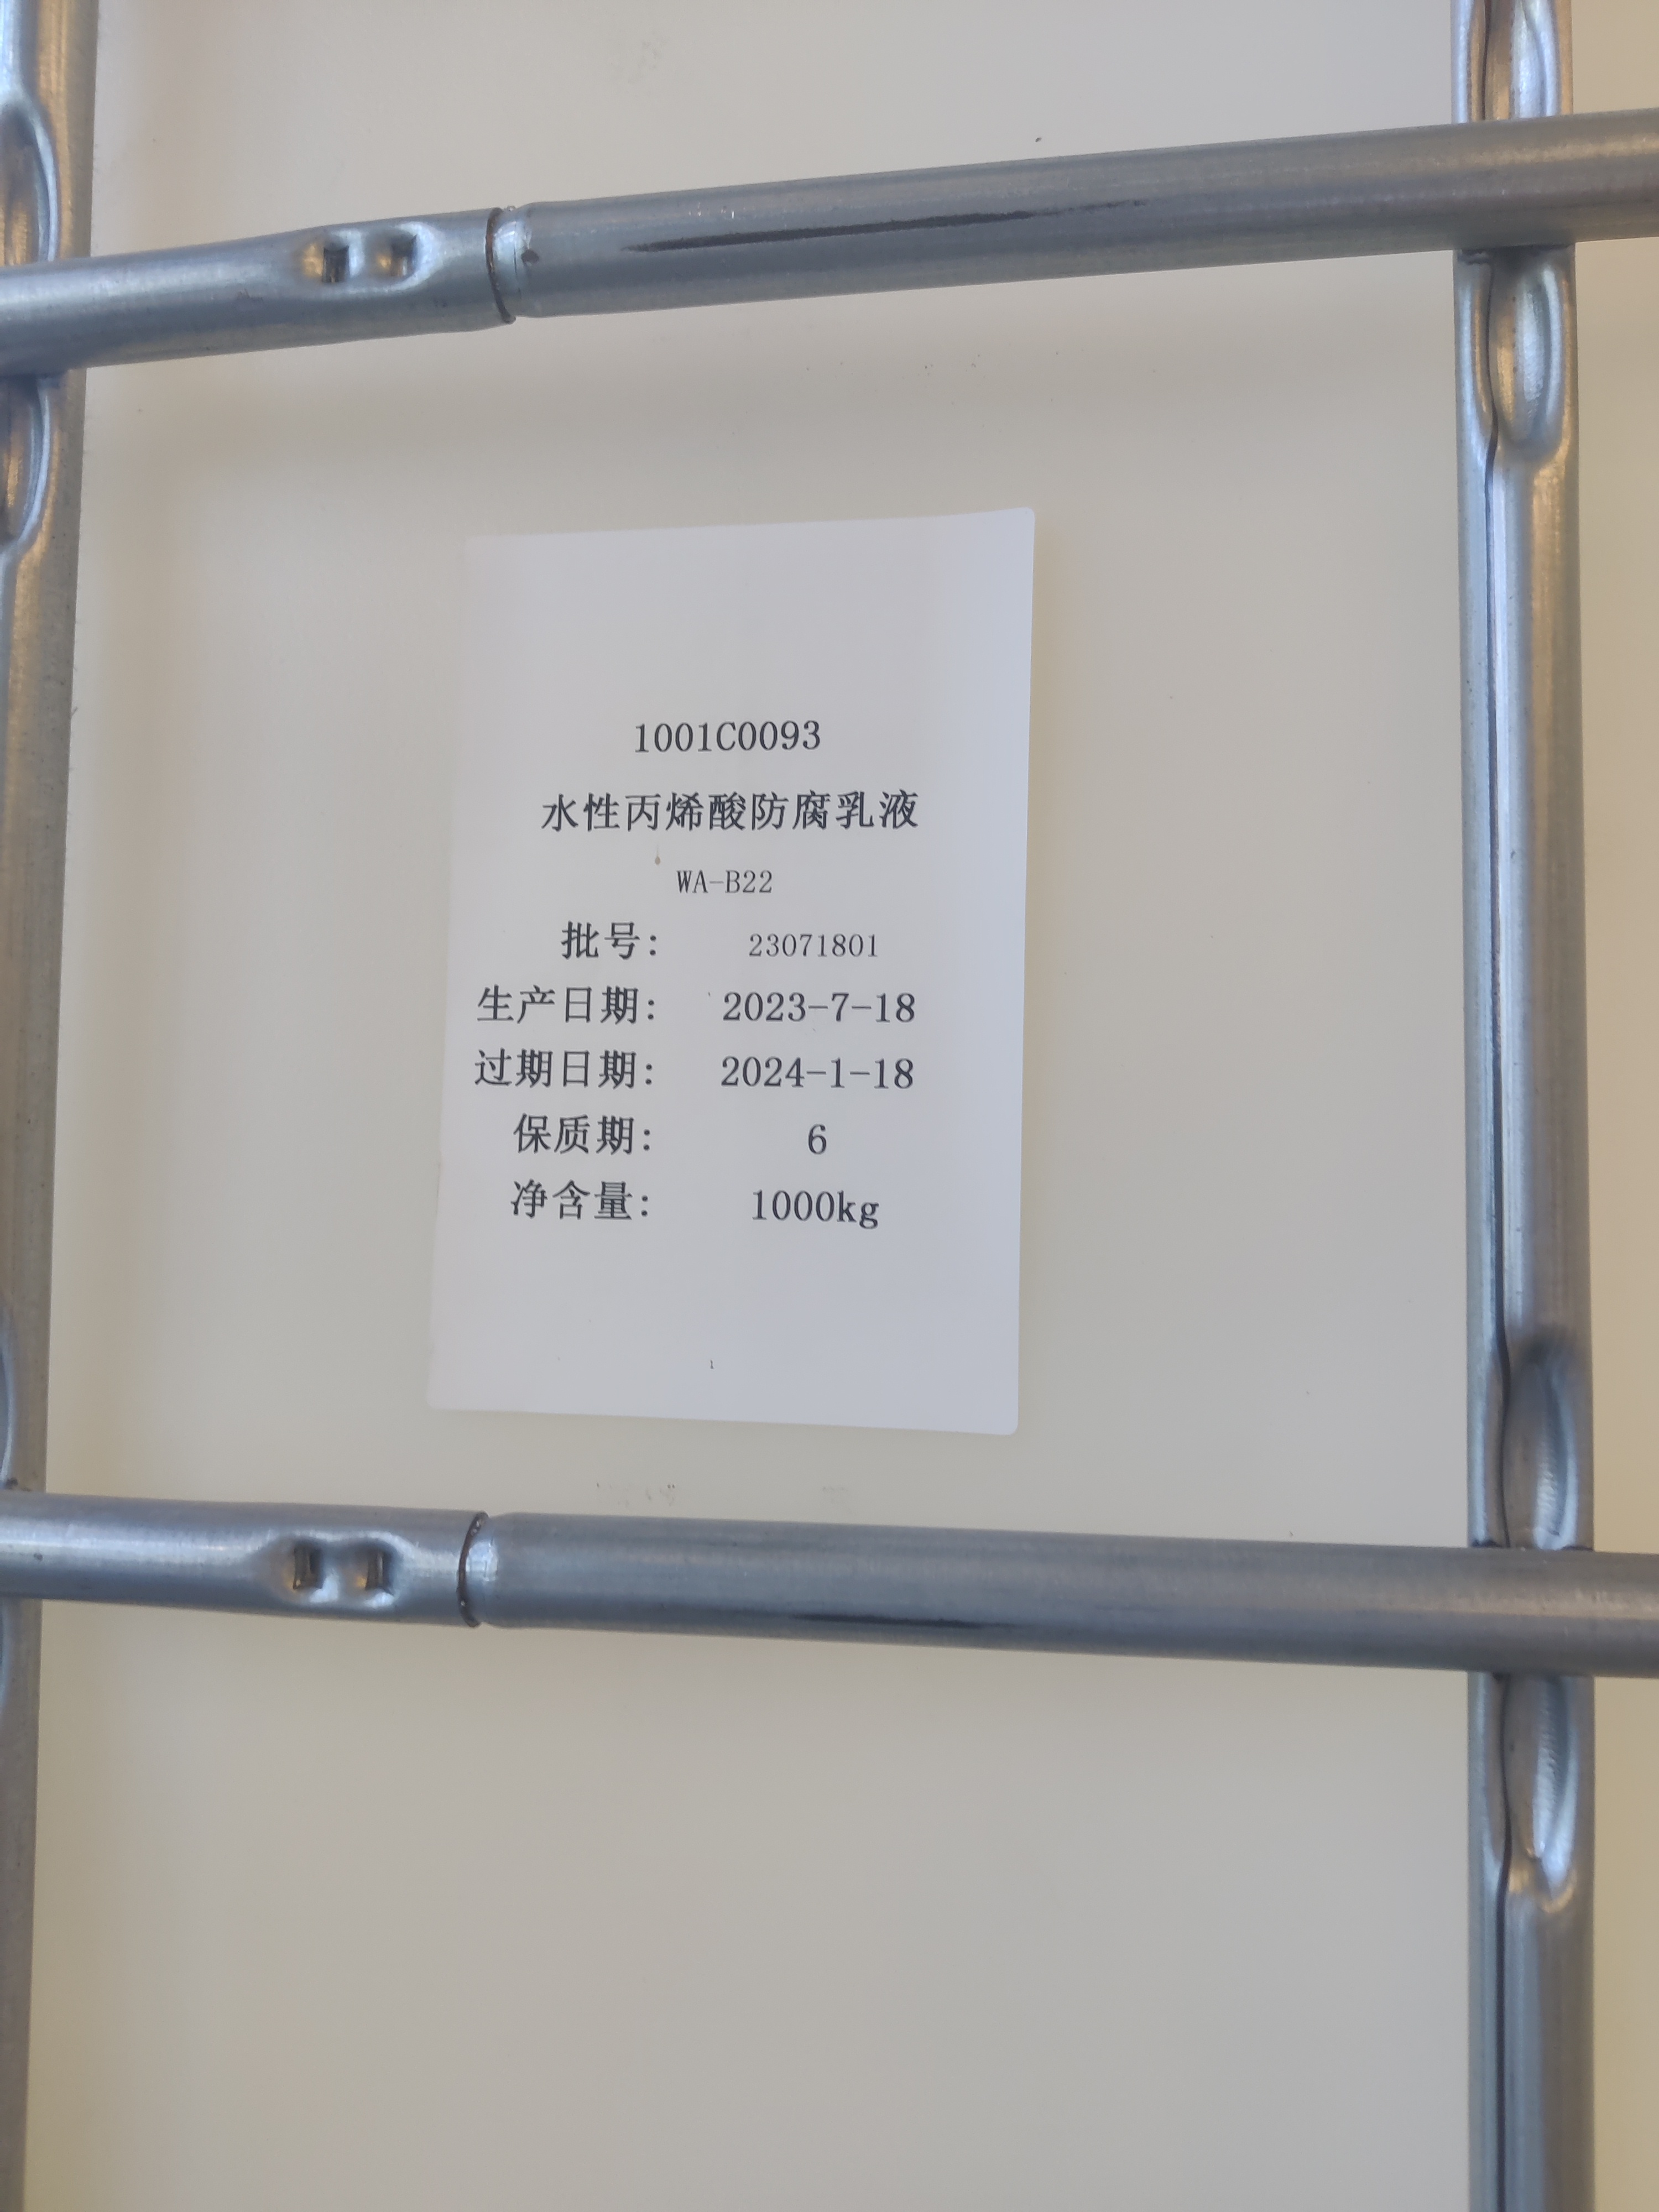 1001C0093
水性丙烯酸防腐乳液
WA-B22
批号: 23071801
生产日期: 2023-7-18
过期日期: 2024-1-18
保质期: 6
净含量: 1000kg